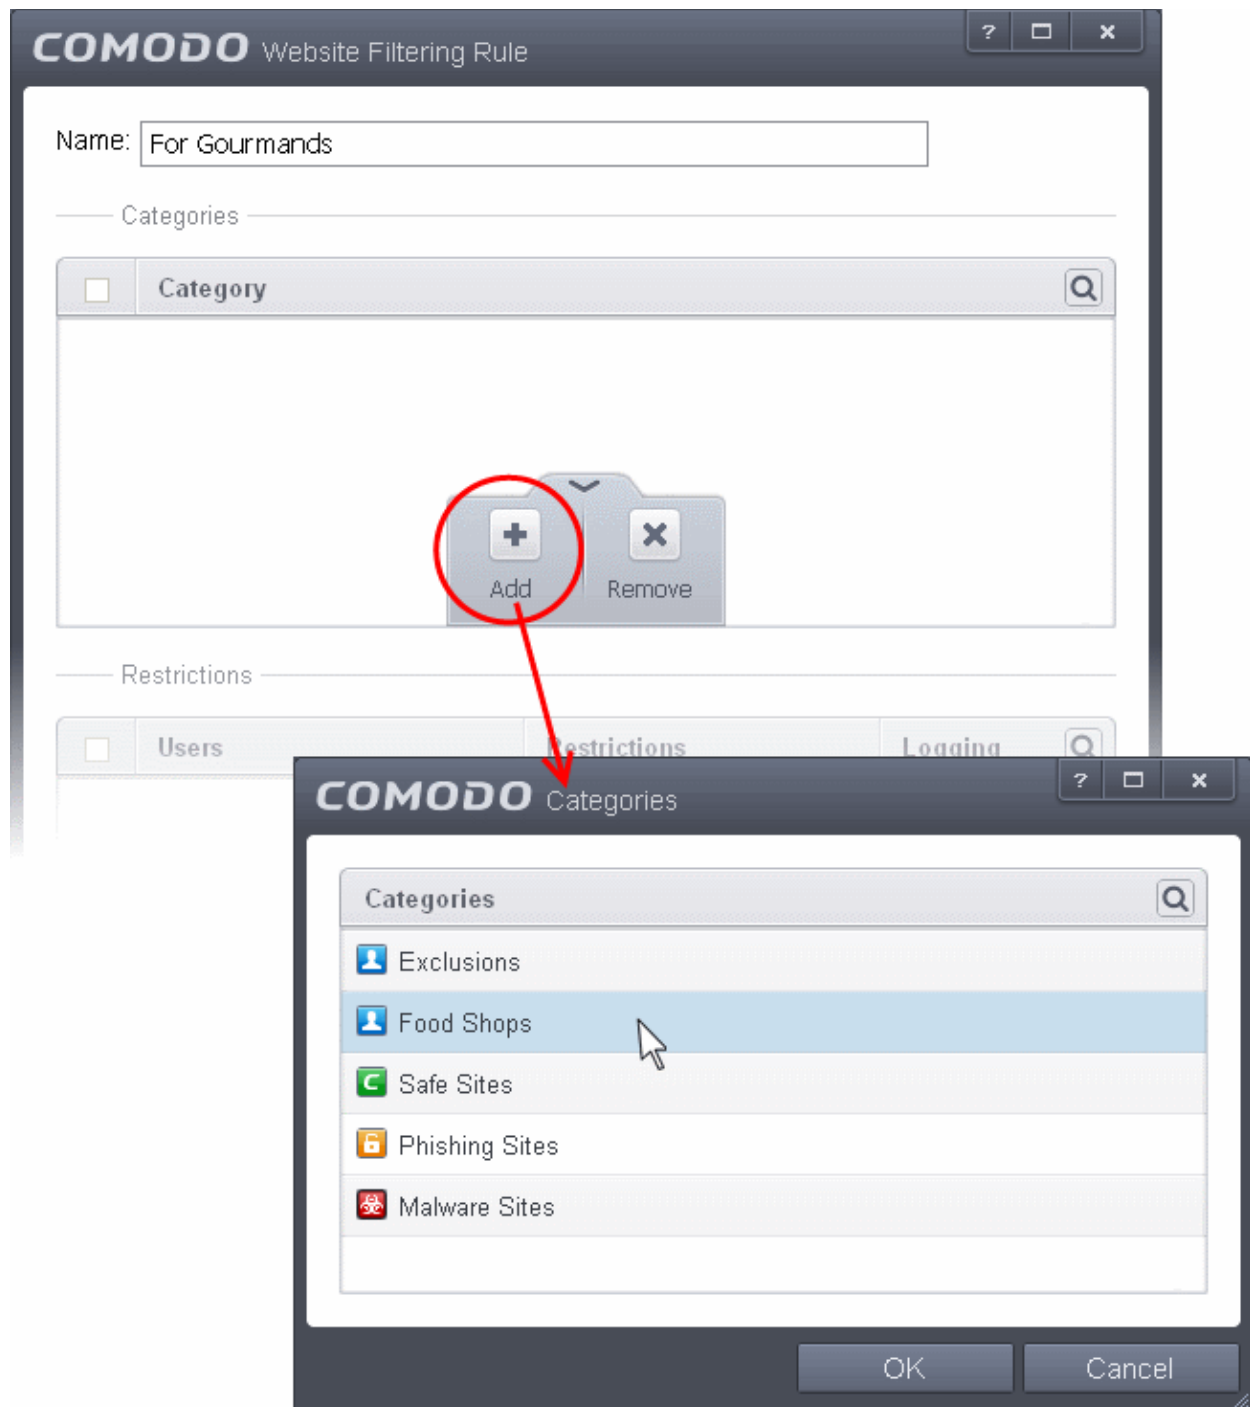 COMODO Website Filtering Rule
?
Name: For Gourmands
Categories
Category
Add Remove
Restrictions
Users Restrictions Logging
COMODO Categories
?
Categories
Exclusions
Food Shops
C Safe Sites
Phishing Sites
Malware Sites
OK Cancel